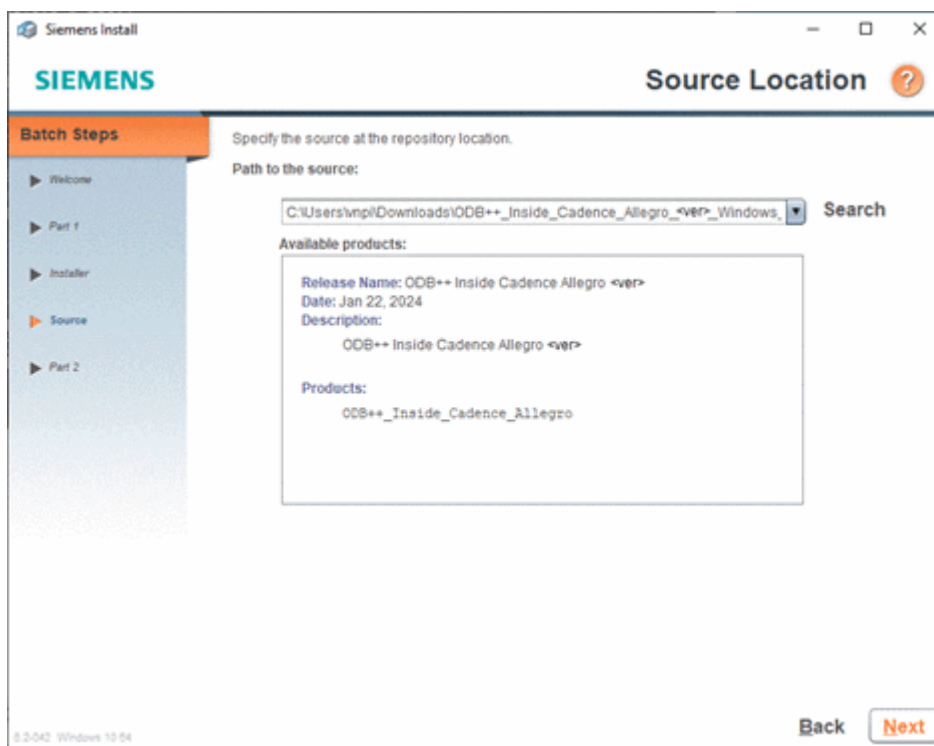 Siemens Install
SIEMENS
Source Location
?
Batch Steps
Welcome
Part 1
Installer
Source
Part 2
Specify the source at the repository location.
Path to the source:
C:\Users\vnpi\Downloads\ODB++_Inside_Cadence_Allegro_<ver>_Windows_
Search
Available products:
Release Name: ODB++ Inside Cadence Allegro <ver>
Date: Jan 22, 2024
Description:
ODB++ Inside Cadence Allegro <ver>
Products:
ODB++_Inside_Cadence_Allegro
Back
Next
Windows 10 64